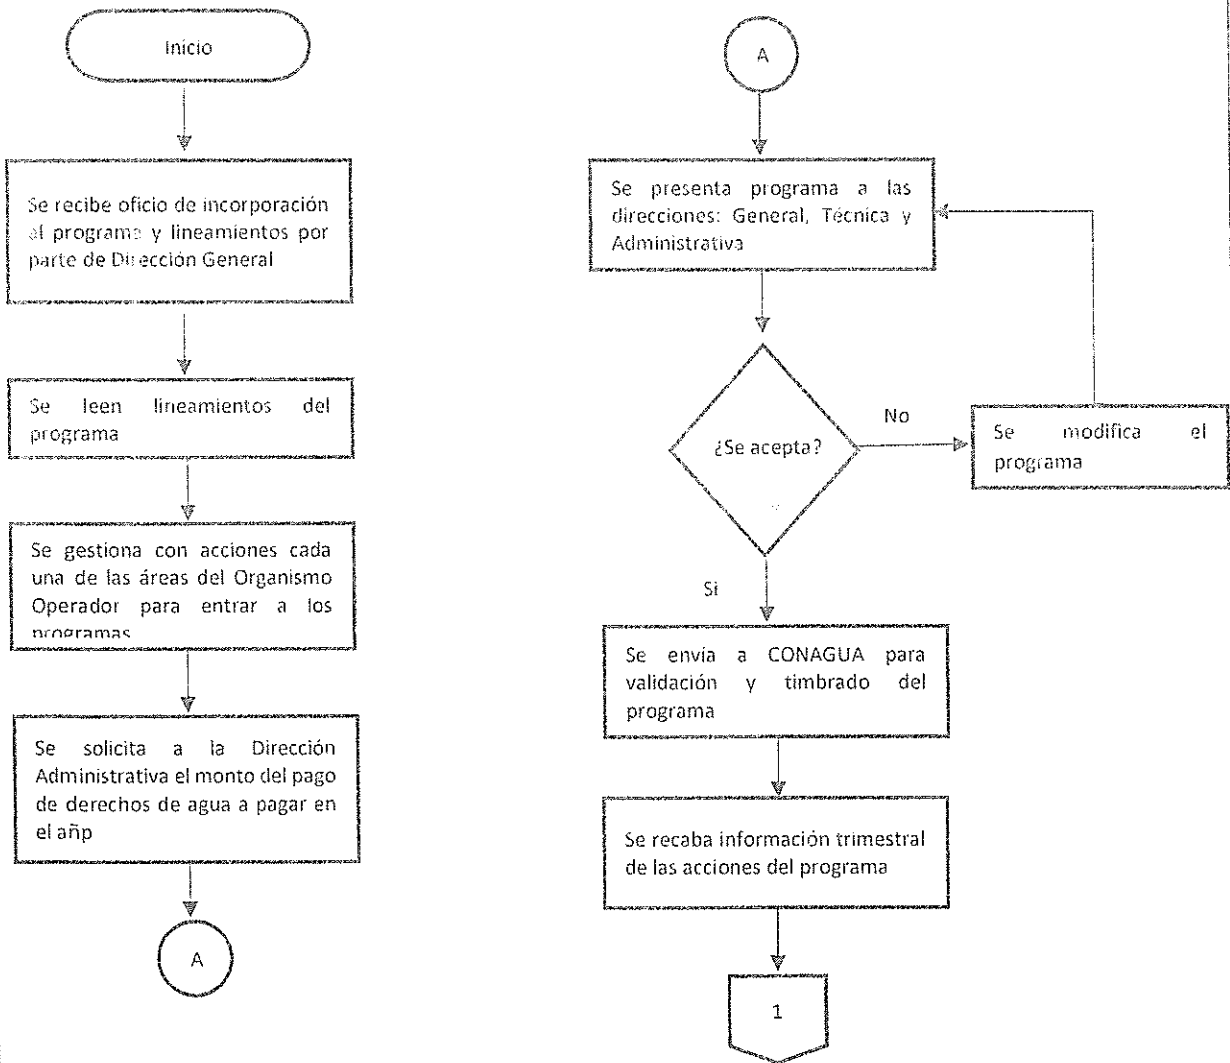 Inicio
Se recibe oficio de incorporación
al programa y lineamientos por
parte de Dirección General
Se leen lineamientos del
programa
Se gestiona con acciones cada
una de las áreas del Organismo
Operador para entrar a los
programas
Se solicita a la Dirección
Administrativa el monto del pago
de derechos de agua a pagar en
el añp
A
A
Se presenta programa a las
direcciones: General, Técnica y
Administrativa
¿Se acepta?
No
Se modifica el
programa
Si
Se envía a CONAGUA para
validación y timbrado del
programa
Se recaba información trimestral
de las acciones del programa
1